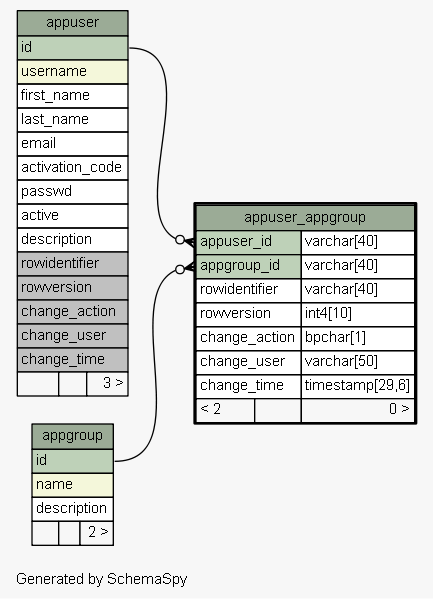 appuser
id
username
first_name
last_name
email
activation_code
passwd
active
description
rowidentifier
rowversion
change_action
change_user
change_time
3 >
appuser_appgroup
appuser_id varchar[40]
appgroup_id varchar[40]
rowidentifier varchar[40]
rowversion int4[10]
change_action bpchar[1]
change_user varchar[50]
change_time timestamp[29,6]
< 2 0 >
appgroup
id
name
description
2 >
Generated by SchemaSpy